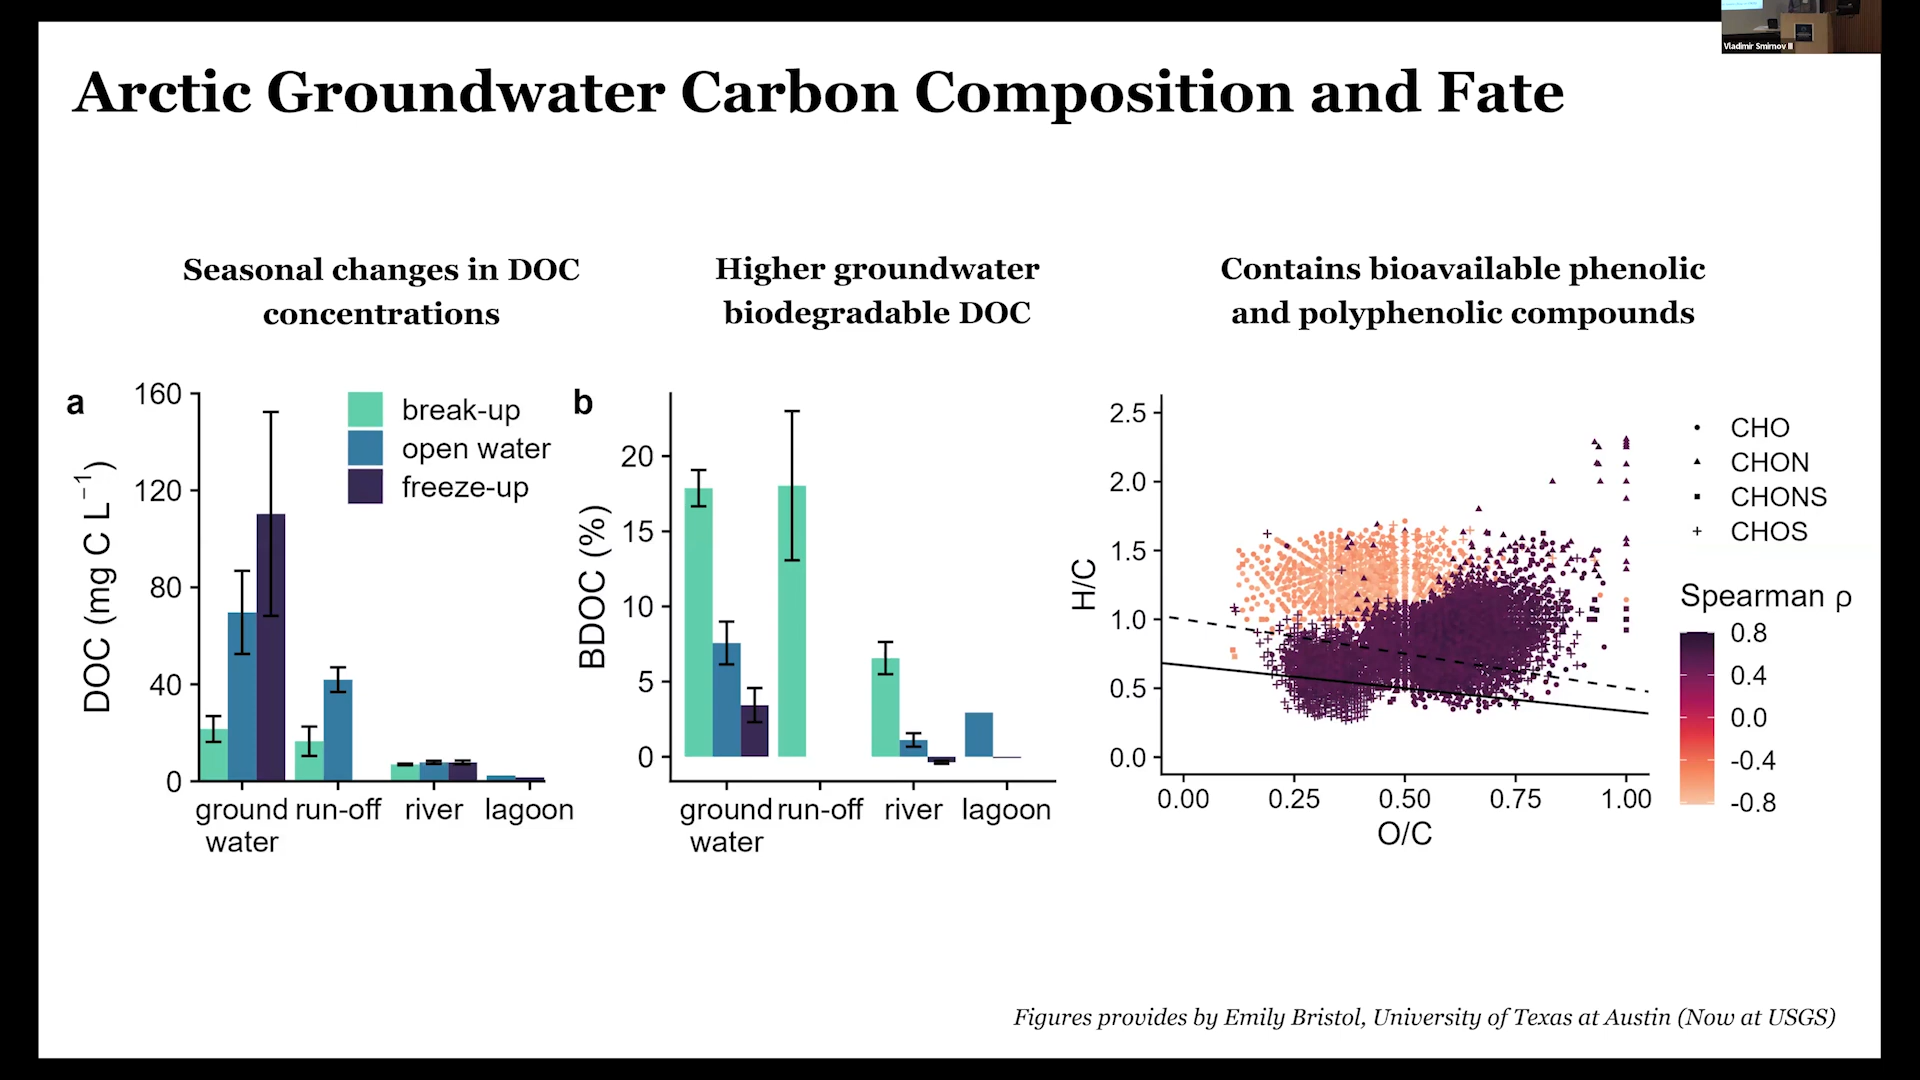 Vladimir Smirnov II
Arctic Groundwater Carbon Composition and Fate
Seasonal changes in DOC
concentrations
Higher groundwater
biodegradable DOC
Contains bioavailable phenolic
and polyphenolic compounds
a
DOC (mg C L⁻¹)
160
120
80
40
0
break-up
open water
freeze-up
ground
water
run-off
river
lagoon
b
BDOC (%)
20
15
10
5
0
ground
water
run-off
river
lagoon
H/C
2.5
2.0
1.5
1.0
0.5
0.0
0.00
0.25
0.50
0.75
1.00
O/C
CHO
CHON
CHONS
CHOS
Spearman ρ
0.8
0.4
0.0
-0.4
-0.8
Figures provides by Emily Bristol, University of Texas at Austin (Now at USGS)